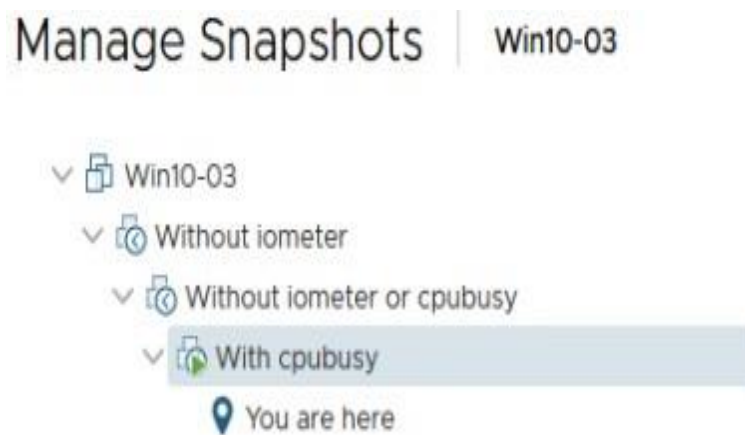 Manage Snapshots Win10-03
Win10-03
Without iometer
Without iometer or cpubusy
With cpubusy
You are here